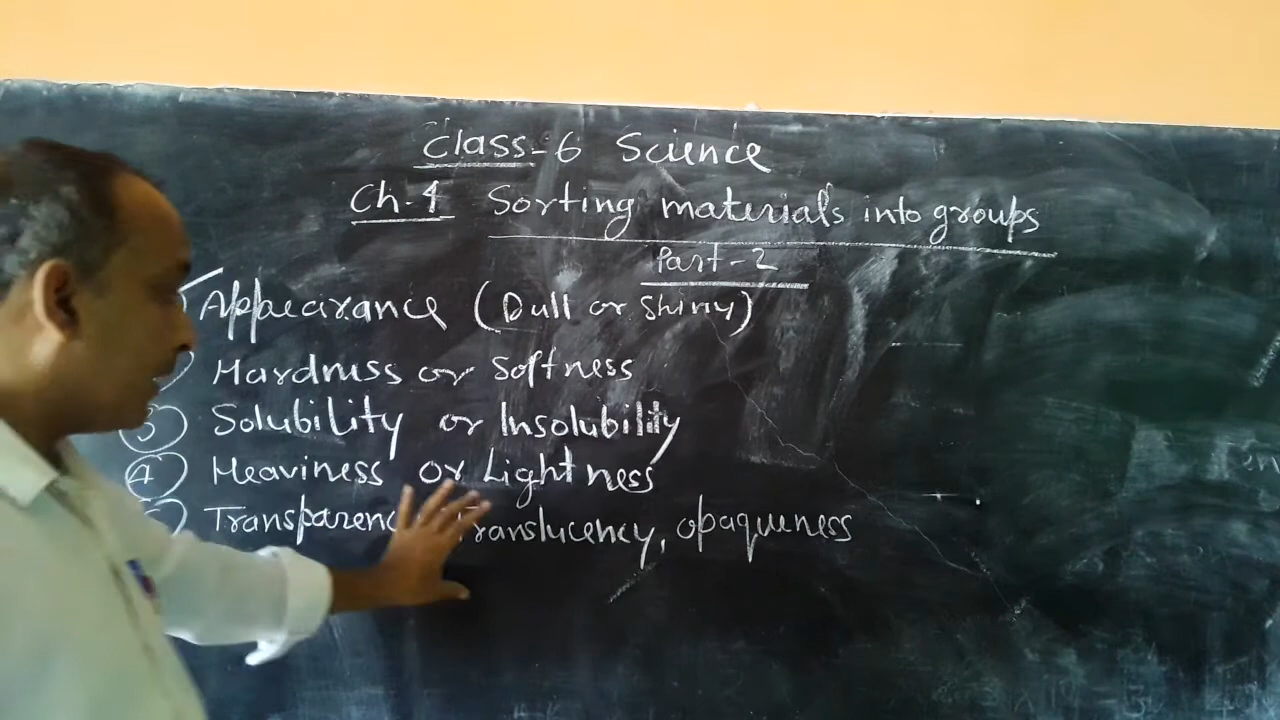 Class-6 Science
Ch-4 Sorting materials into groups
Part-2
Appearance (Dull or Shiny)
Hardness or Softness
③ Solubility or Insolubility
④ Heaviness or Lightness
Transparenc Translucency, opaqueness